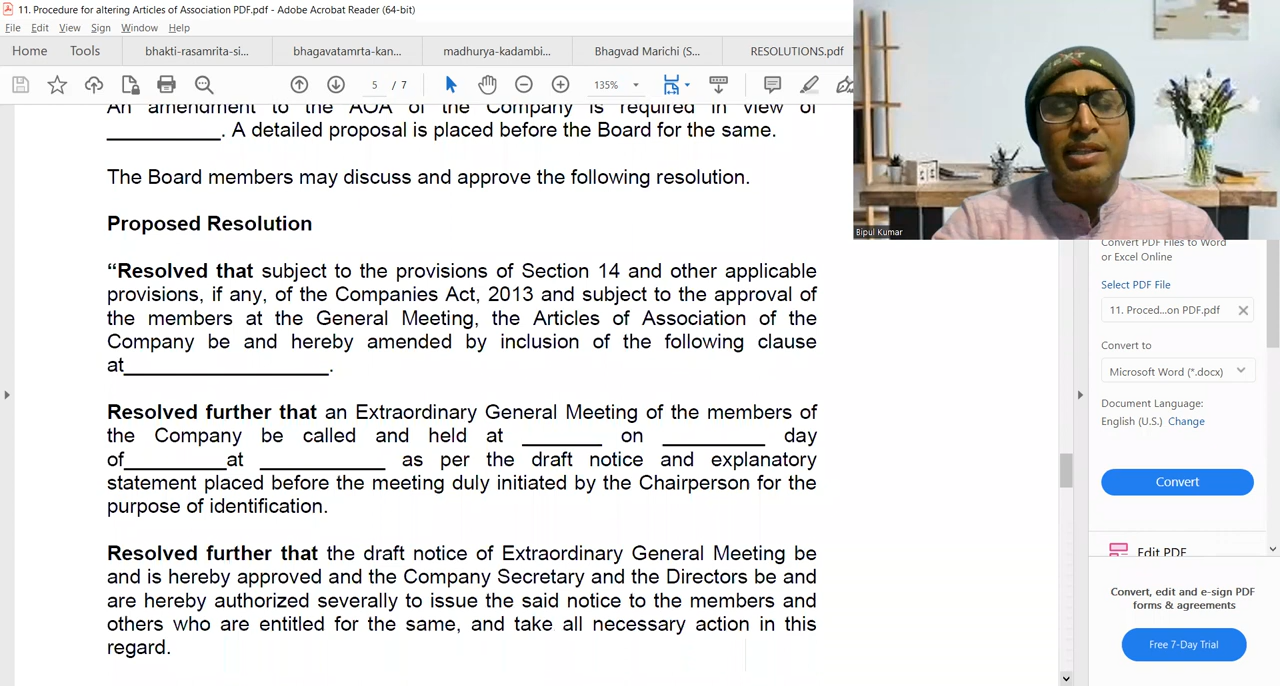 11. Procedure for altering Articles of Association PDF.pdf - Adobe Acrobat Reader (64-bit)
File Edit View Sign Window Help
Home Tools bhakti-rasamrita-si... bhagavatamrta-kan... madhurya-kadambi... Bhagvad Marichi (S... RESOLUTIONS.pdf
5 / 7 135%
An amendment to the AOA of the Company is required in view of
__________. A detailed proposal is placed before the Board for the same.
The Board members may discuss and approve the following resolution.
Proposed Resolution
“Resolved that subject to the provisions of Section 14 and other applicable
provisions, if any, of the Companies Act, 2013 and subject to the approval of
the members at the General Meeting, the Articles of Association of the
Company be and hereby amended by inclusion of the following clause
at__________________.
Resolved further that an Extraordinary General Meeting of the members of
the Company be called and held at _______ on _________ day
of_________at ___________ as per the draft notice and explanatory
statement placed before the meeting duly initiated by the Chairperson for the
purpose of identification.
Resolved further that the draft notice of Extraordinary General Meeting be
and is hereby approved and the Company Secretary and the Directors be and
are hereby authorized severally to issue the said notice to the members and
others who are entitled for the same, and take all necessary action in this
regard.
NEXT
Bipul Kumar
Convert PDF Files to Word
or Excel Online
Select PDF File
11. Proced...on PDF.pdf
Convert to
Microsoft Word (*.docx)
Document Language:
English (U.S.) Change
Convert
Edit PDF
Convert, edit and e-sign PDF
forms & agreements
Free 7-Day Trial